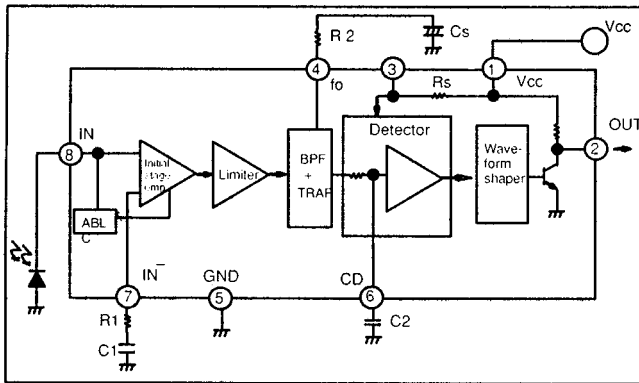 R 2
Cs
Vcc
4
3
1
fo
Rs
Vcc
IN
8
Detector
OUT
2
Initial
stage
amp.
Limiter
BPF
+
TRAP
Wave-
form
shaper
ABL
C
IN–
GND
CD
7
5
6
R1
C2
C1